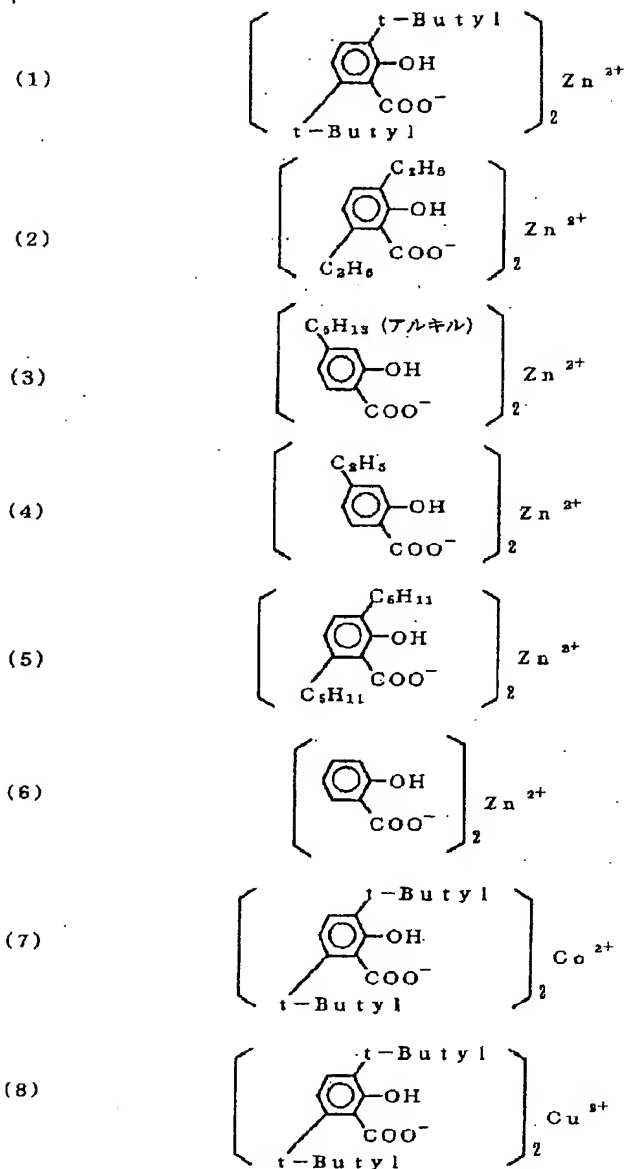 (1)
t-Butyl
OH
COO⁻
t-Butyl
2
Zn²⁺
(2)
C₂H₅
OH
COO⁻
C₂H₅
2
Zn²⁺
(3)
C₅H₁₃ (アルキル)
OH
COO⁻
2
Zn²⁺
(4)
C₂H₅
OH
COO⁻
2
Zn²⁺
(5)
C₅H₁₁
OH
COO⁻
C₅H₁₁
2
Zn²⁺
(6)
OH
COO⁻
2
Zn²⁺
(7)
t-Butyl
OH
COO⁻
t-Butyl
2
Co²⁺
(8)
t-Butyl
OH
COO⁻
t-Butyl
2
Cu²⁺